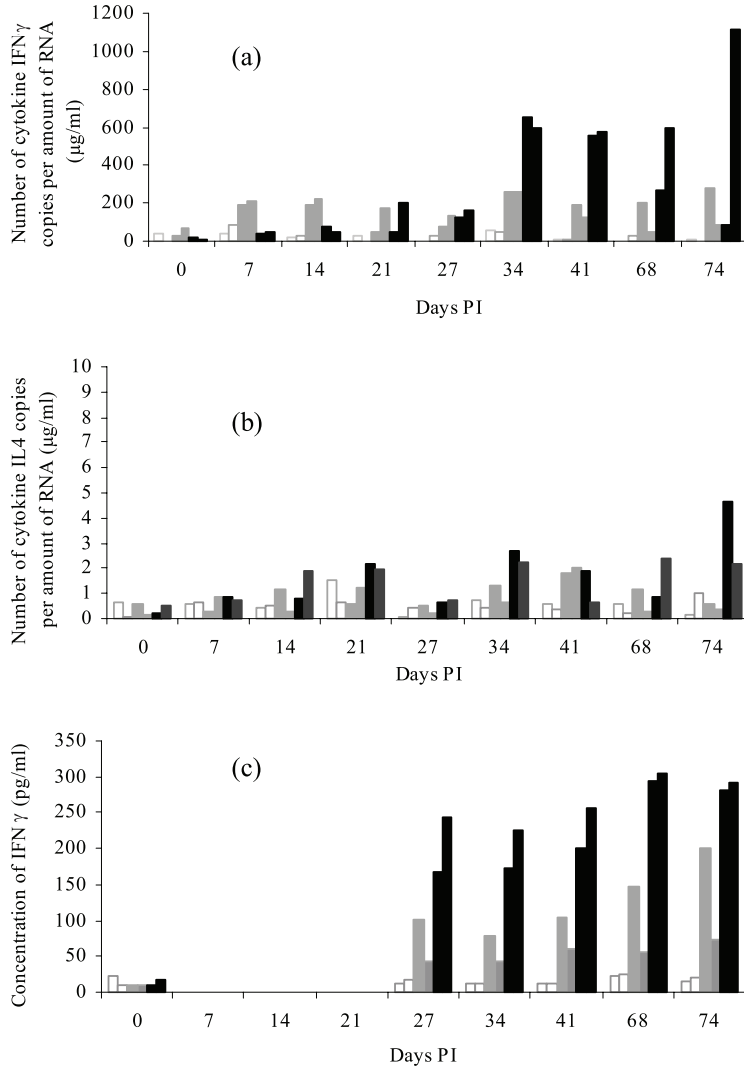 1200
1000
800
600
400
200
0
Number of cytokine IFNγ
copies per amount of RNA
(μg/ml)
(a)
0 7 14 21 27 34 41 68 74
Days PI
10
9
8
7
6
5
4
3
2
1
0
Number of cytokine IL4 copies
per amount of RNA (μg/ml)
(b)
0 7 14 21 27 34 41 68 74
Days PI
350
300
250
200
150
100
50
0
Concentration of IFN γ (pg/ml)
(c)
0 7 14 21 27 34 41 68 74
Days PI